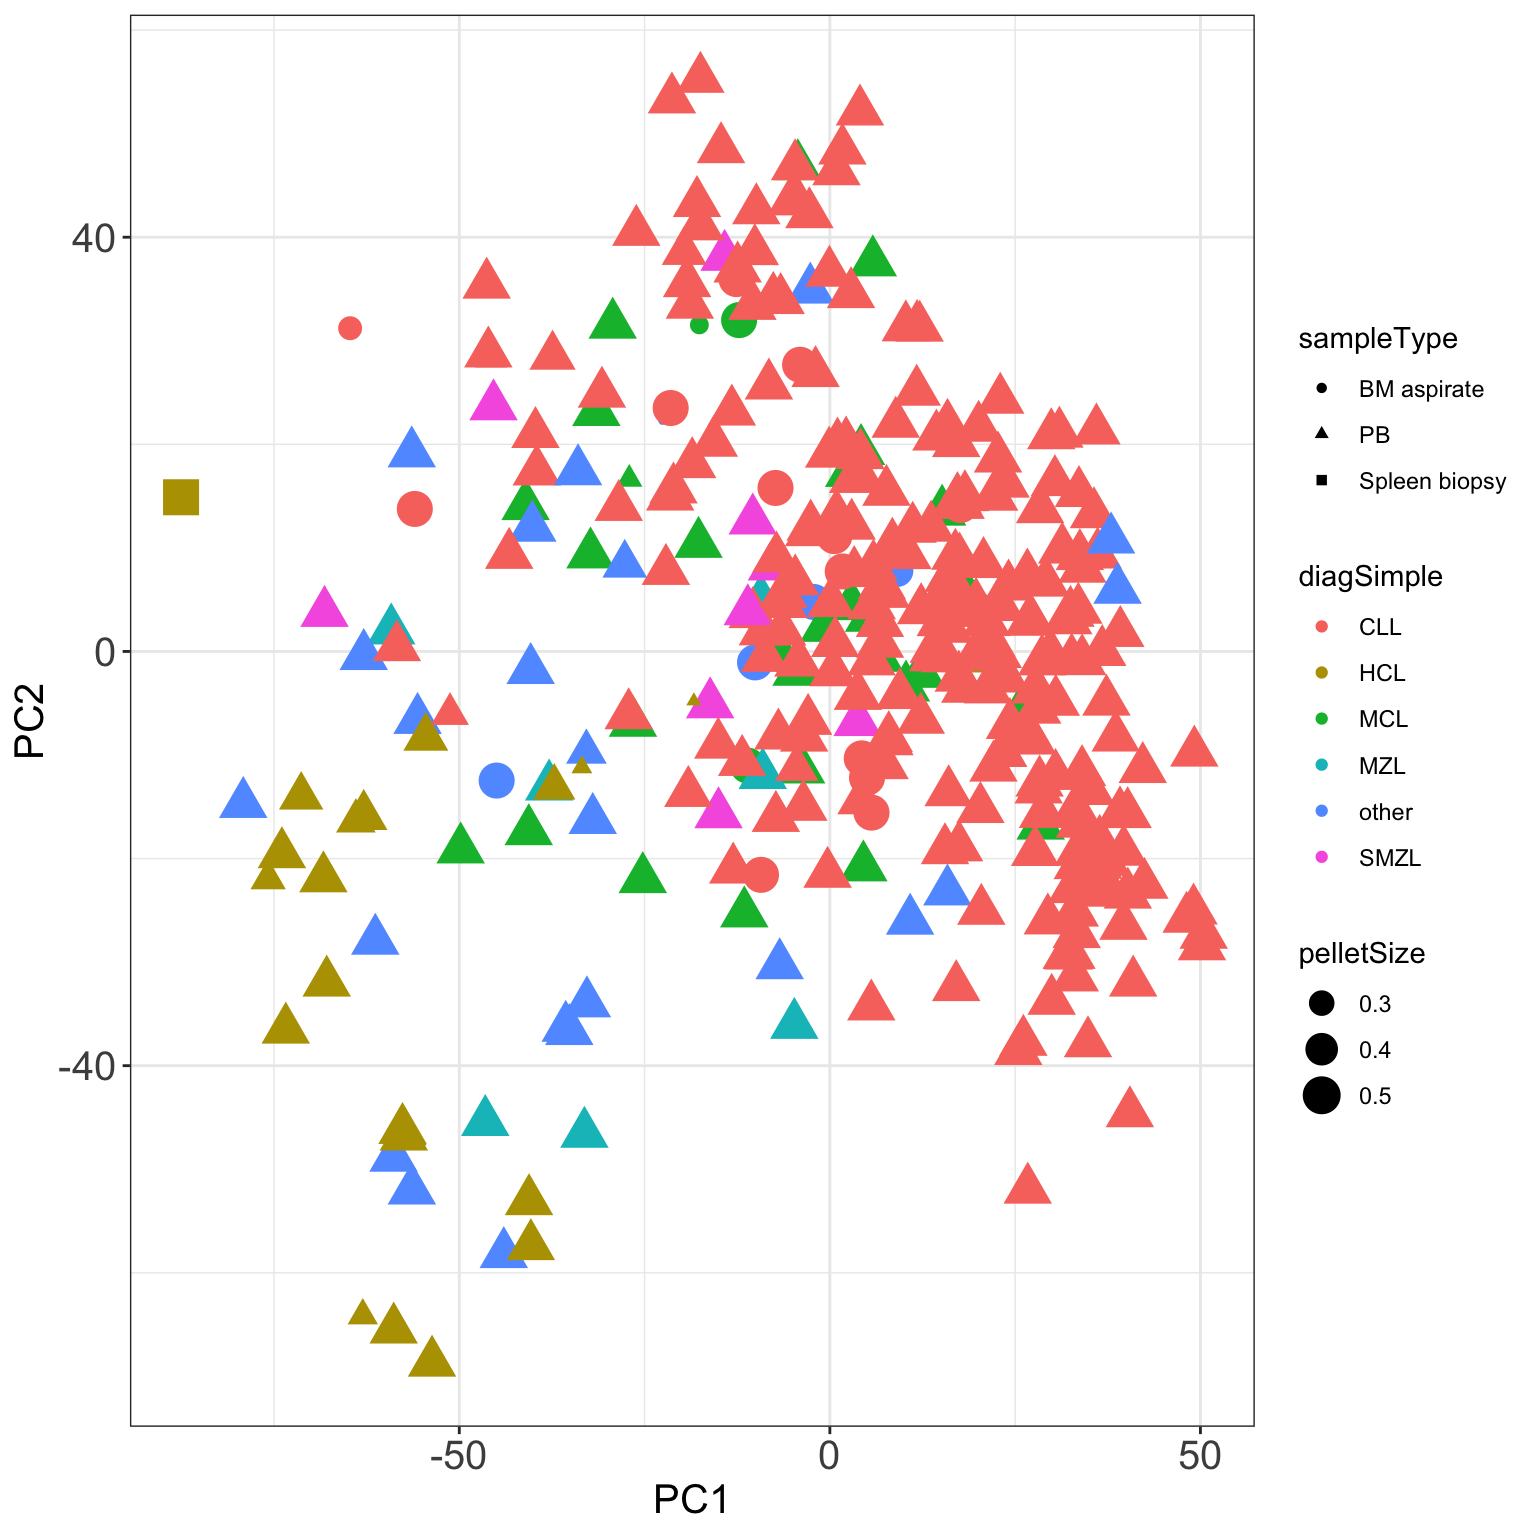 40
0
-40
PC2
-50
0
50
PC1
sampleType
BM aspirate
PB
Spleen biopsy
diagSimple
CLL
HCL
MCL
MZL
other
SMZL
pelletSize
0.3
0.4
0.5